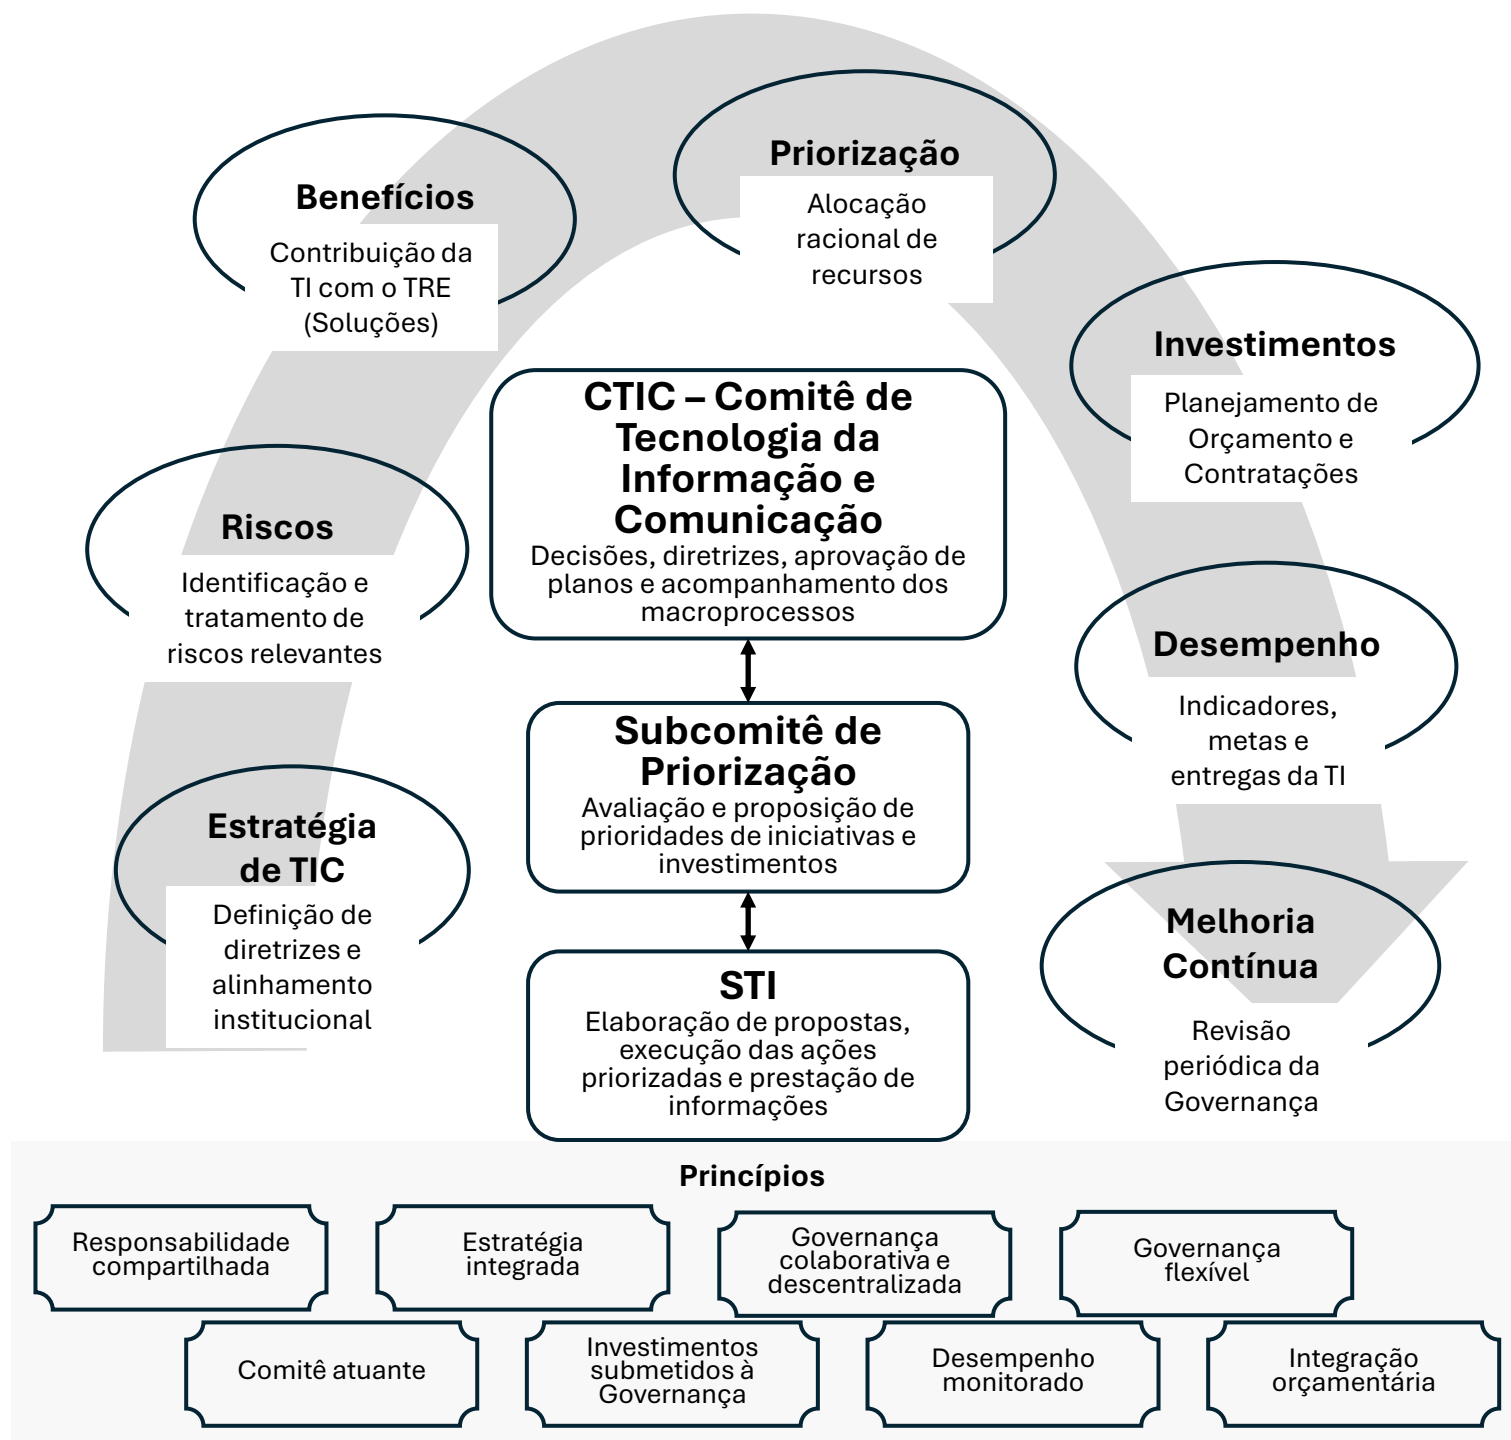 Priorização
Alocação
racional de
recursos
Benefícios
Contribuição da
TI com o TRE
(Soluções)
Investimentos
Planejamento de
Orçamento e
Contratações
Riscos
Identificação e
tratamento de
riscos relevantes
Desempenho
Indicadores,
metas e
entregas da TI
Estratégia
de TIC
Definição de
diretrizes e
alinhamento
institucional
Melhoria
Contínua
Revisão
periódica da
Governança
CTIC – Comitê de
Tecnologia da
Informação e
Comunicação
Decisões, diretrizes, aprovação de
planos e acompanhamento dos
macroprocessos
Subcomitê de
Priorização
Avaliação e proposição de
prioridades de iniciativas e
investimentos
STI
Elaboração de propostas,
execução das ações
priorizadas e prestação de
informações
Princípios
Responsabilidade
compartilhada
Estratégia
integrada
Governança
colaborativa e
descentralizada
Governança
flexível
Comitê atuante
Investimentos
submetidos à
Governança
Desempenho
monitorado
Integração
orçamentária